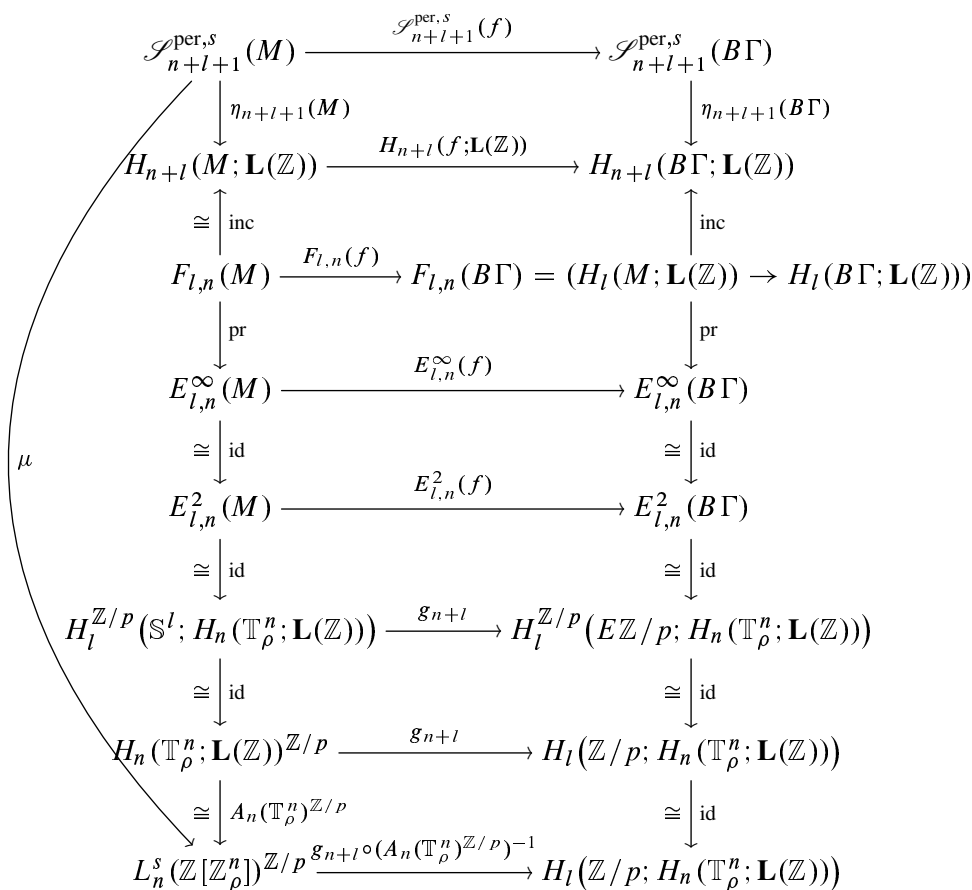 𝒮^{per,s}_{n+l+1}(f)
𝒮^{per,s}_{n+l+1}(M) → 𝒮^{per,s}_{n+l+1}(BΓ)
η_{n+l+1}(M) η_{n+l+1}(BΓ)
H_{n+l}(f;𝐋(ℤ))
H_{n+l}(M;𝐋(ℤ)) → H_{n+l}(BΓ;𝐋(ℤ))
≅ inc inc
F_{l,n}(f)
F_{l,n}(M) → F_{l,n}(BΓ) = (H_l(M;𝐋(ℤ)) → H_l(BΓ;𝐋(ℤ)))
pr pr
E^∞_{l,n}(f)
E^∞_{l,n}(M) → E^∞_{l,n}(BΓ)
≅ id ≅ id
μ
E^2_{l,n}(f)
E^2_{l,n}(M) → E^2_{l,n}(BΓ)
≅ id ≅ id
g_{n+l}
H_l^{ℤ/p}(𝕊^l; H_n(𝕋^n_ρ;𝐋(ℤ))) → H_l^{ℤ/p}(Eℤ/p; H_n(𝕋^n_ρ;𝐋(ℤ)))
≅ id ≅ id
g_{n+l}
H_n(𝕋^n_ρ;𝐋(ℤ))^{ℤ/p} → H_l(ℤ/p; H_n(𝕋^n_ρ;𝐋(ℤ)))
≅ A_n(𝕋^n_ρ)^{ℤ/p} ≅ id
g_{n+l}∘(A_n(𝕋^n_ρ)^{ℤ/p})^{-1}
L^s_n(ℤ[ℤ^n_ρ])^{ℤ/p} → H_l(ℤ/p; H_n(𝕋^n_ρ;𝐋(ℤ)))